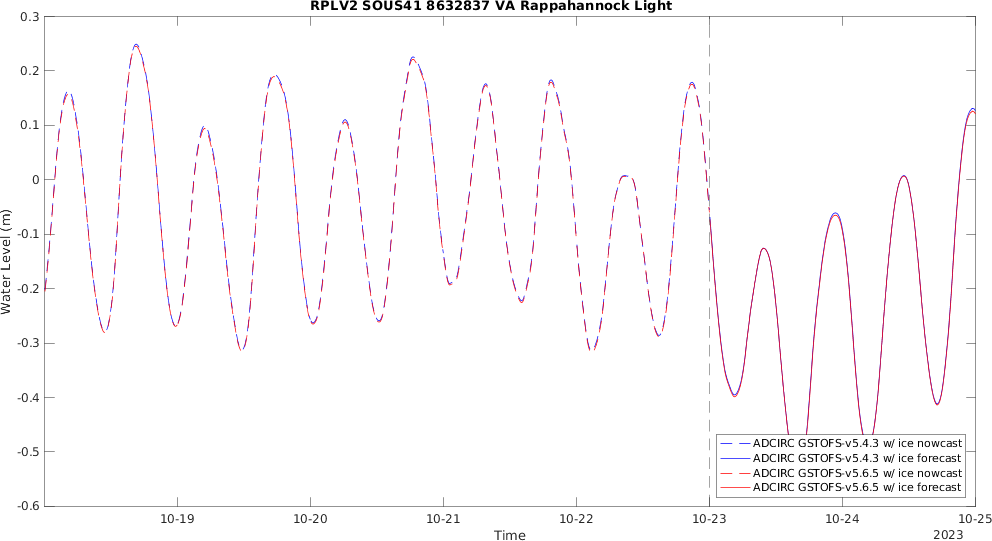 RPLV2 SOUS41 8632837 VA Rappahannock Light
0.3
0.2
0.1
0
-0.1
-0.2
-0.3
-0.4
-0.5
-0.6
Water Level (m)
ADCIRC GSTOFS-v5.4.3 w/ ice nowcast
ADCIRC GSTOFS-v5.4.3 w/ ice forecast
ADCIRC GSTOFS-v5.6.5 w/ ice nowcast
ADCIRC GSTOFS-v5.6.5 w/ ice forecast
10-19 10-20 10-21 10-22 10-23 10-24 10-25
Time
2023